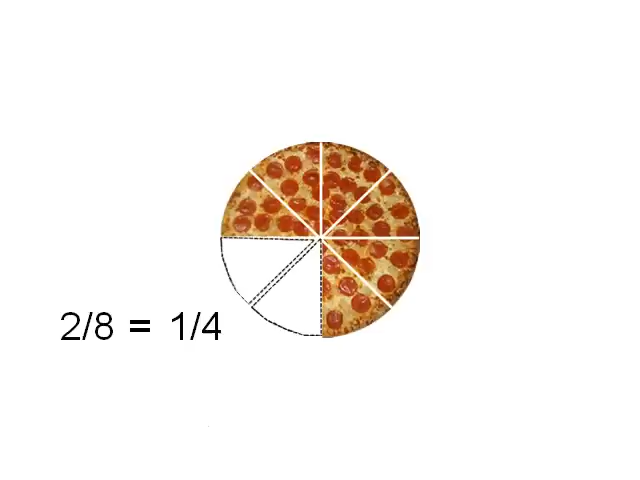 2/8 = 1/4